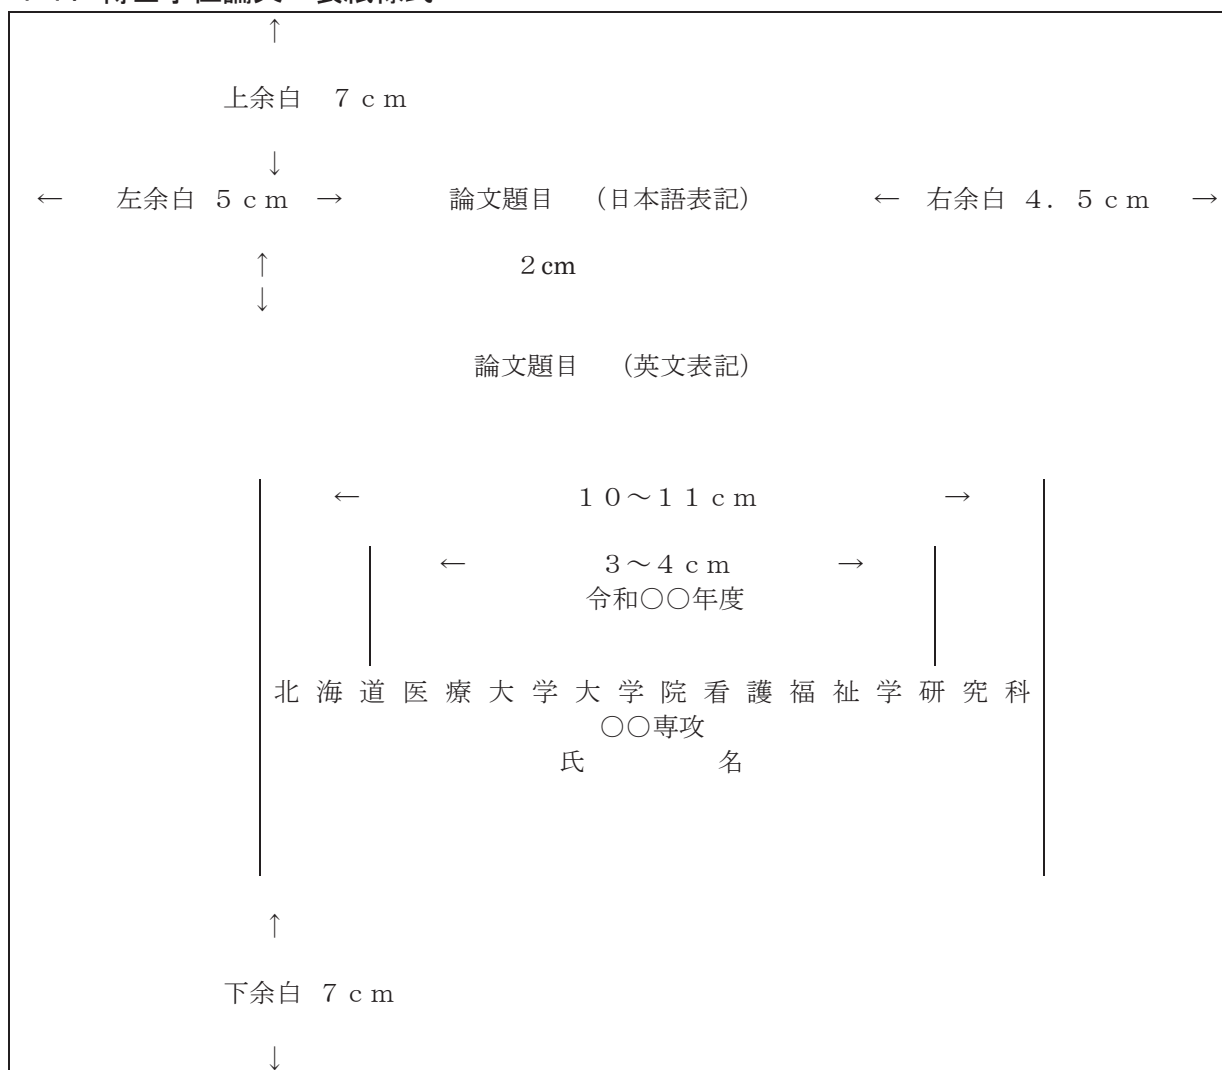 ↑
上余白　７ｃｍ
↓
←　左余白 ５ｃｍ →　論文題目　（日本語表記）　← 右余白 ４．５ｃｍ →
↑　２cm
↓
論文題目　（英文表記）
←　１０～１１ｃｍ　→
←　３～４ｃｍ　→
令和○○年度
北海道医療大学大学院看護福祉学研究科
○○専攻
氏　名
↑
下余白 ７ｃｍ
↓